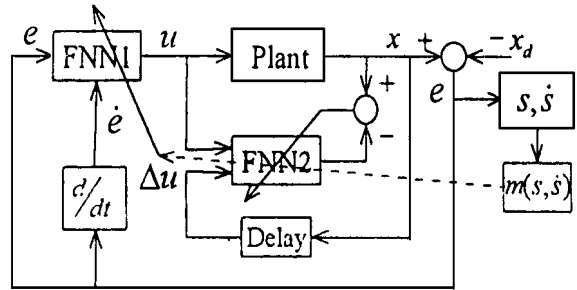 e
FNN1
u
Plant
x
+
− x_d
ė
+
−
e
s, ṡ
Δu
FNN2
d/dt
m(s,ṡ)
Delay